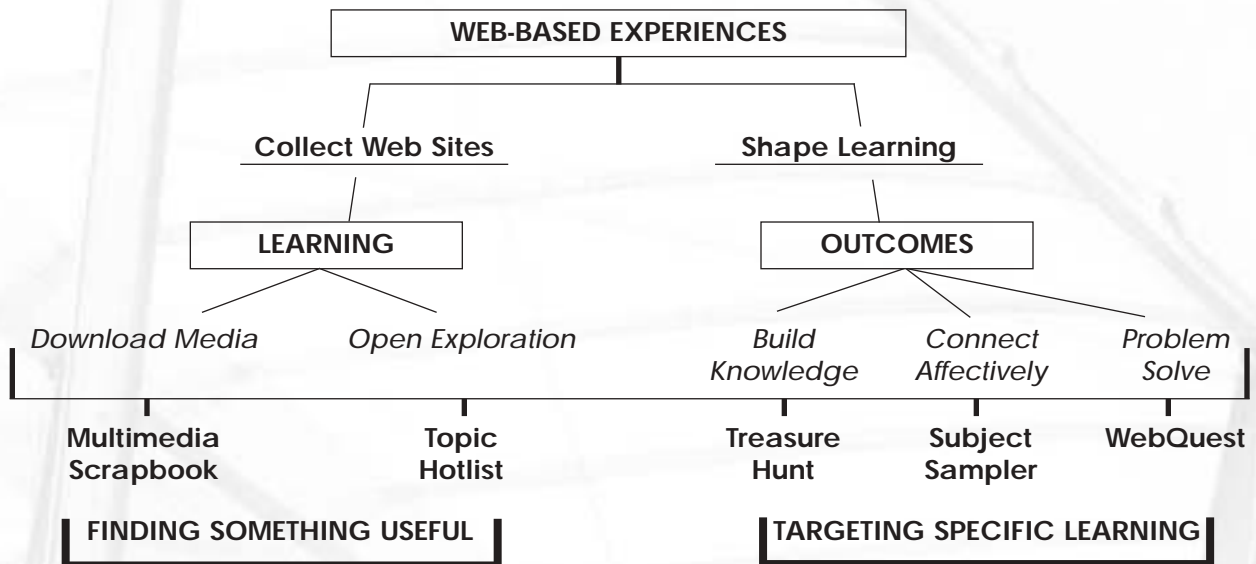 WEB-BASED EXPERIENCES
Collect Web Sites
Shape Learning
LEARNING
OUTCOMES
Download Media
Open Exploration
Build
Knowledge
Connect
Affectively
Problem
Solve
Multimedia
Scrapbook
Topic
Hotlist
Treasure
Hunt
Subject
Sampler
WebQuest
FINDING SOMETHING USEFUL
TARGETING SPECIFIC LEARNING